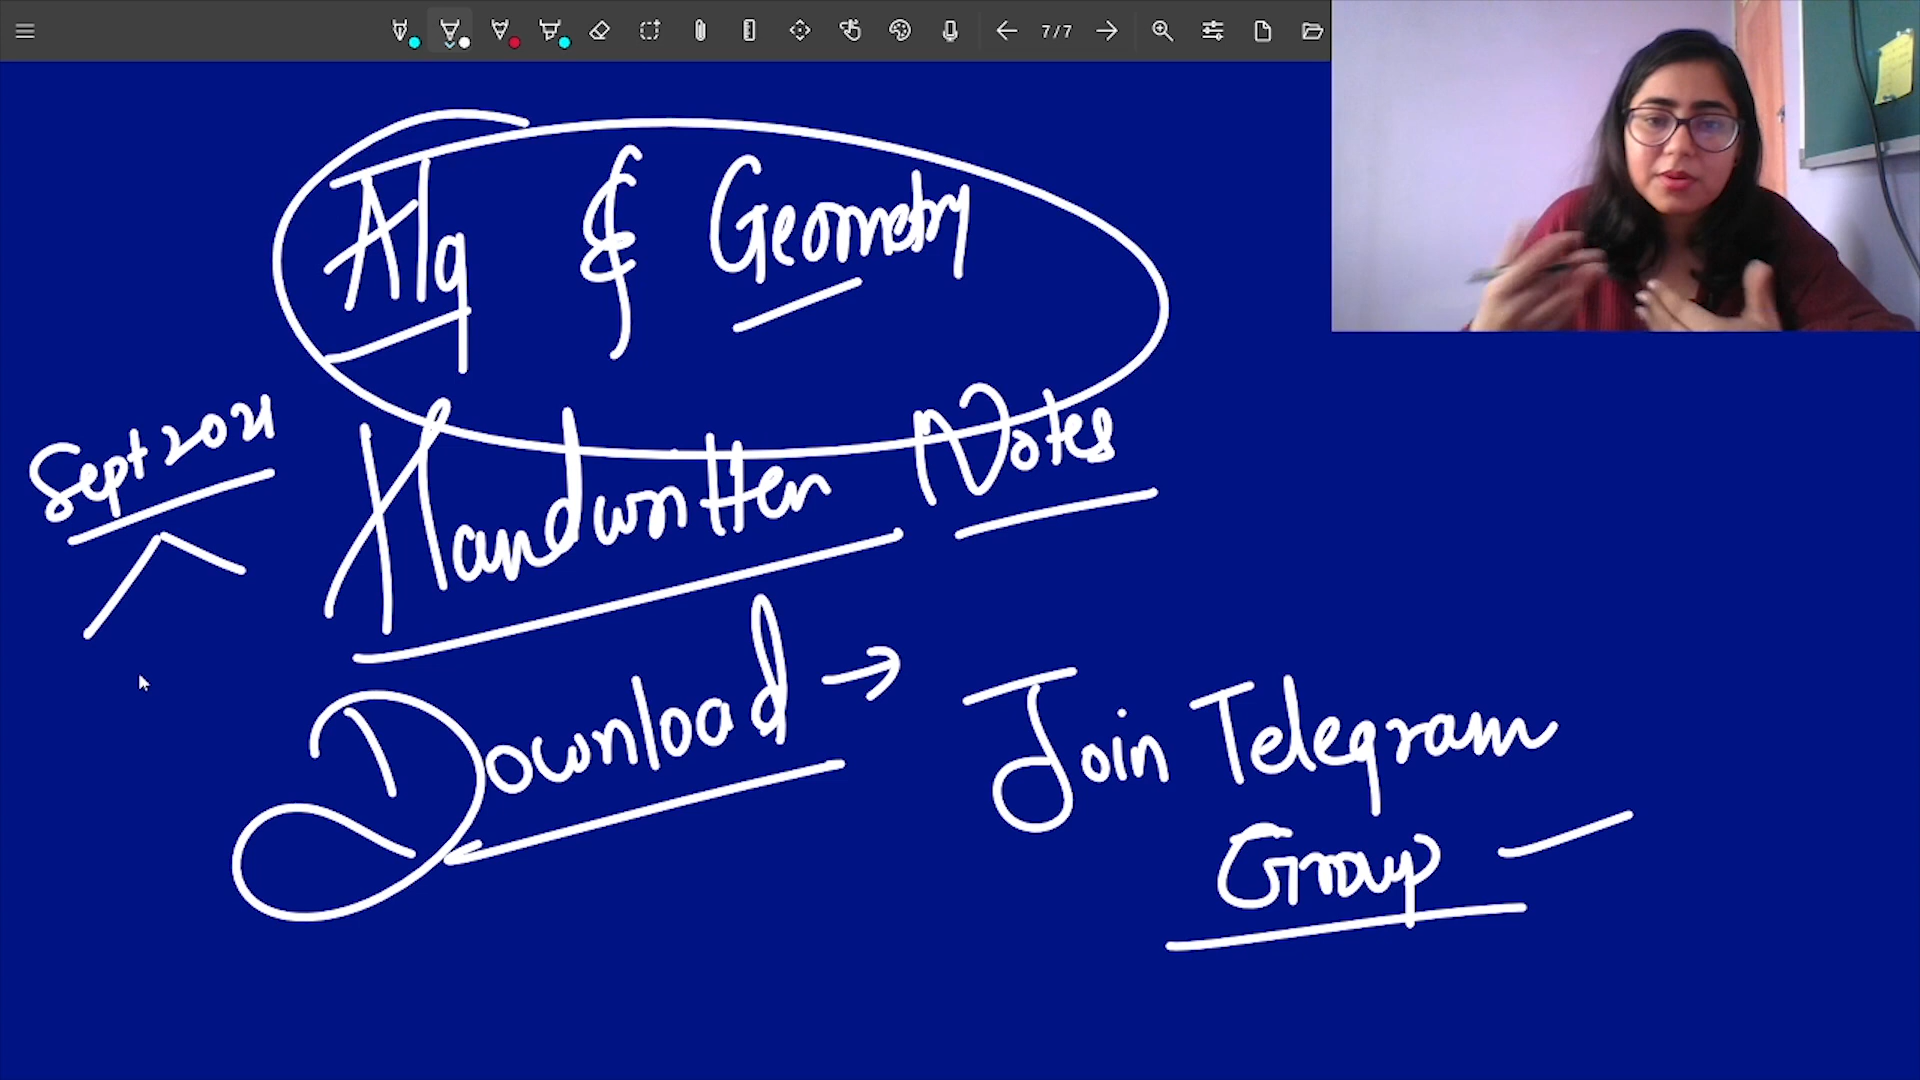 7/7
Alg & Geometry
Sept 2021
Handwritten Notes
Download → Join Telegram
Group —